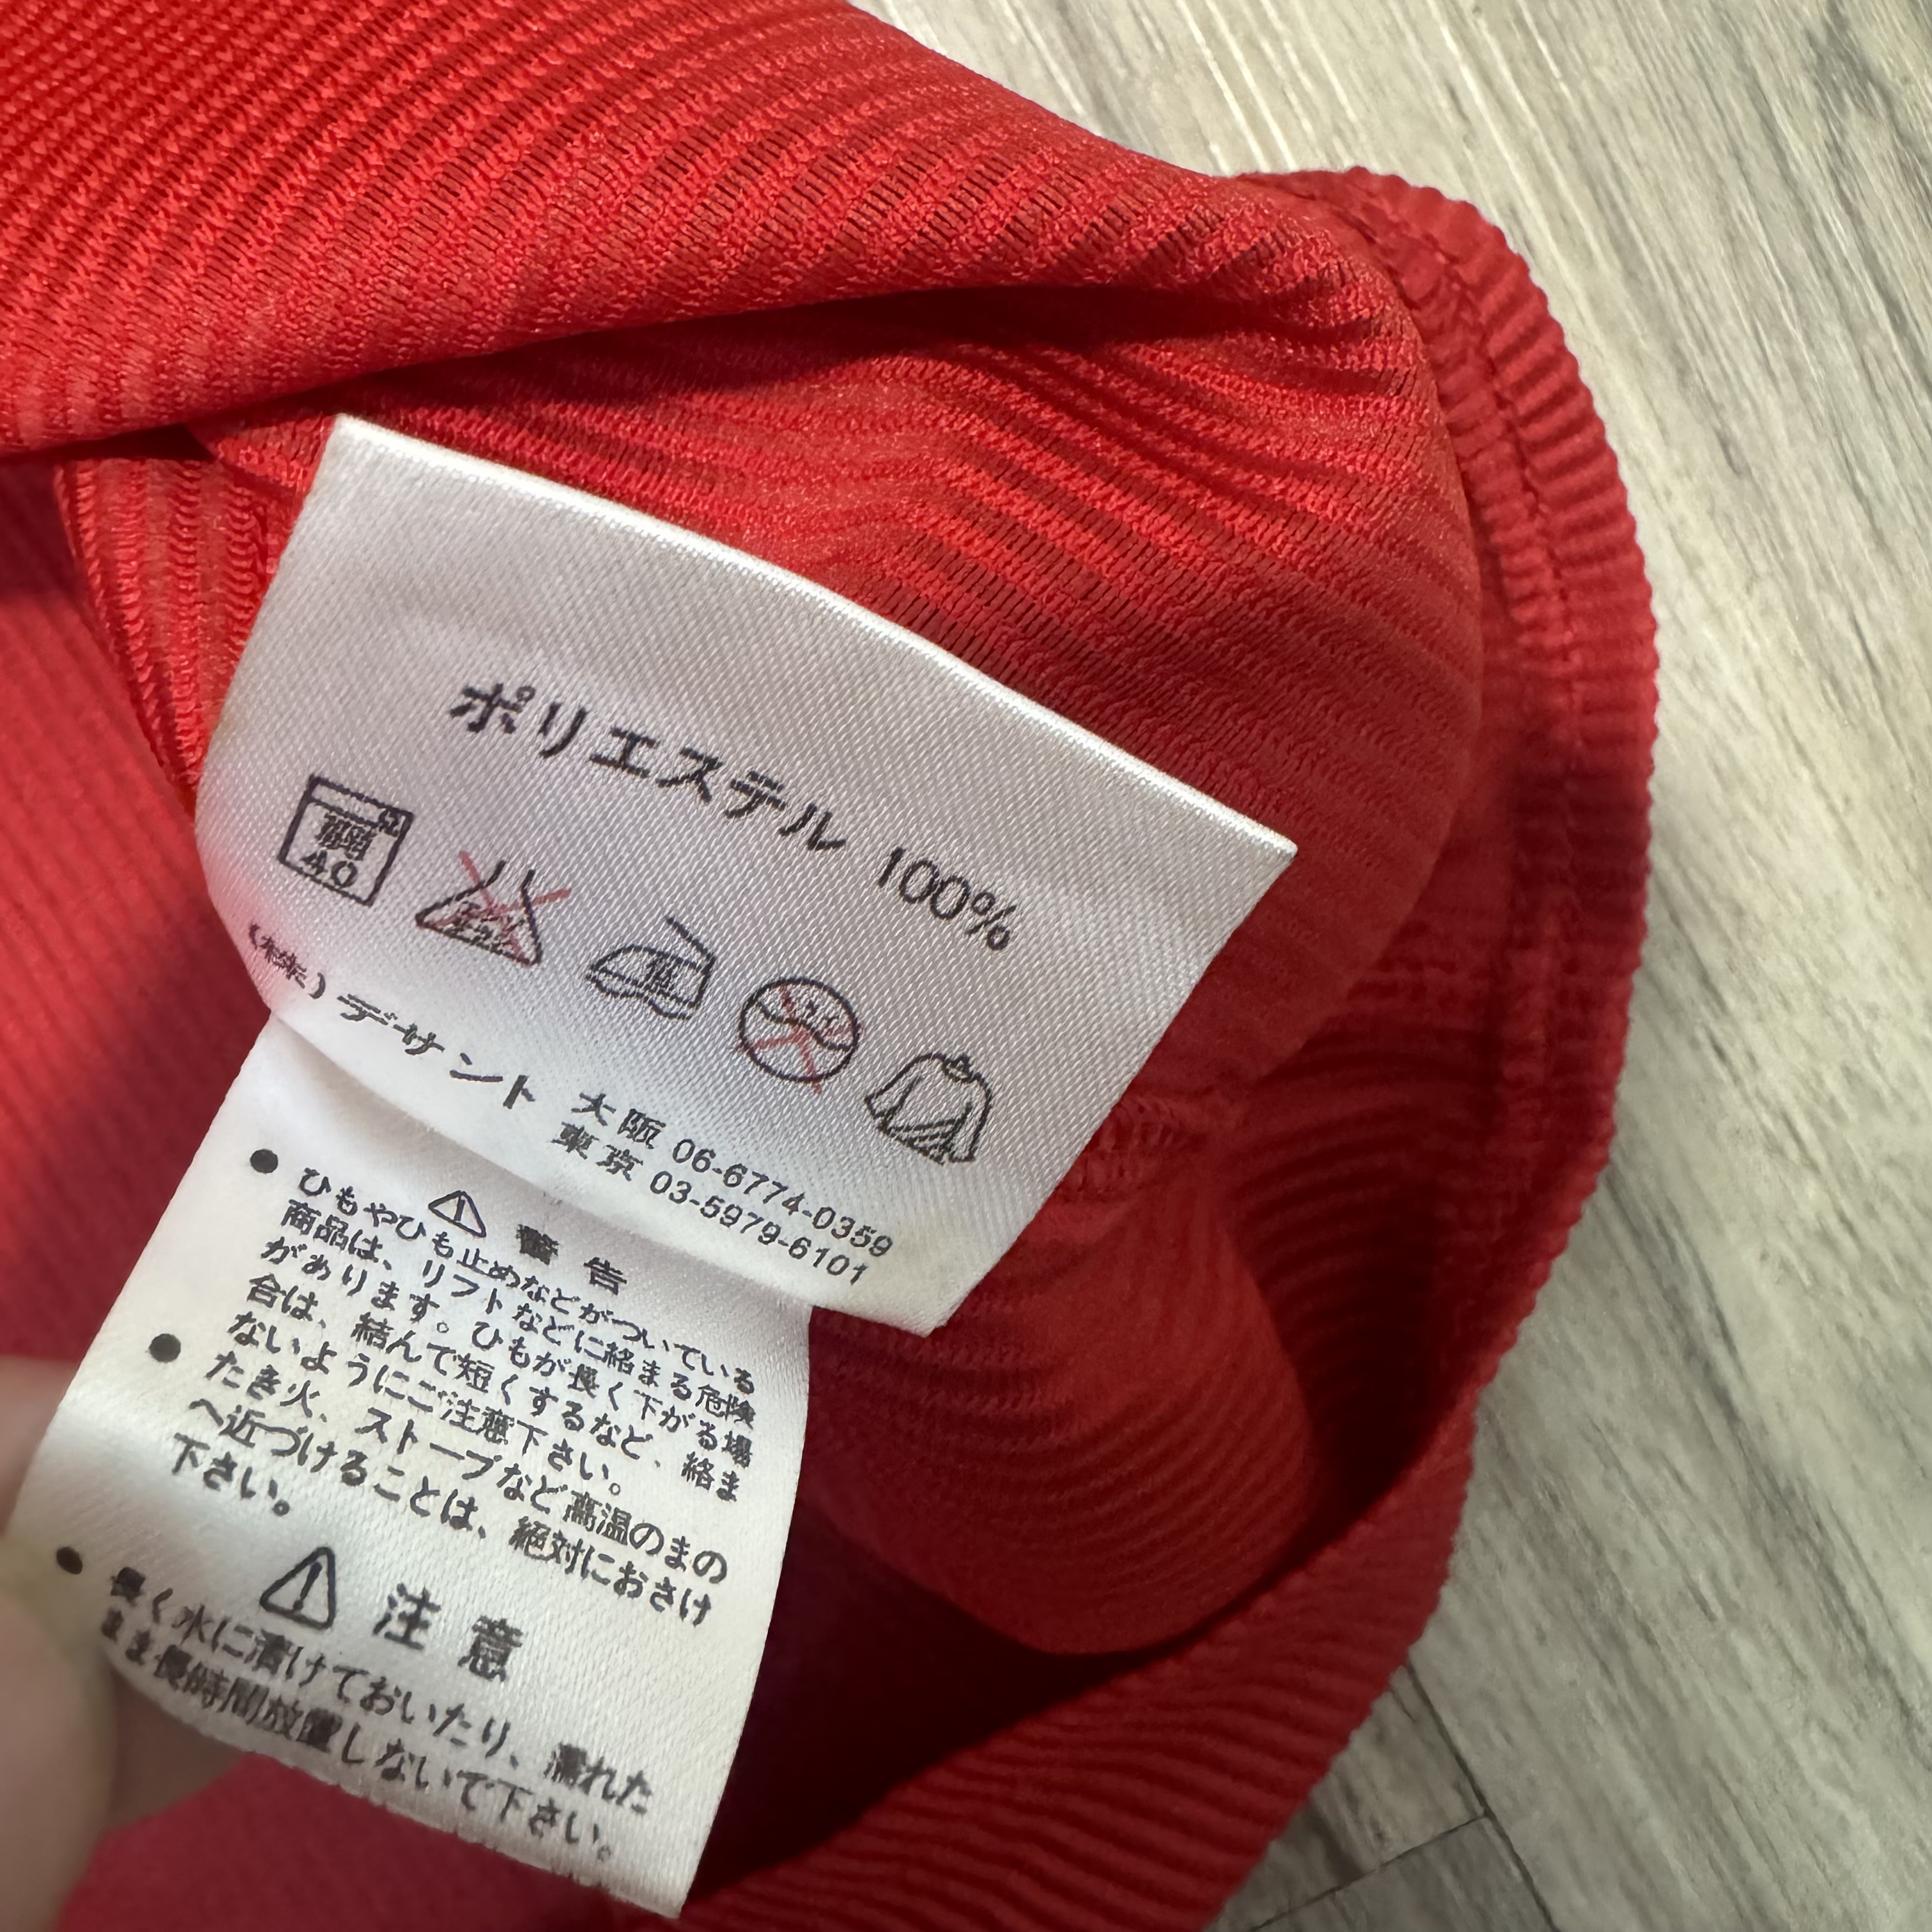 ポリエステル 100%
40
(株)デサント 大阪 06-6774-0359
東京 03-5979-6101
警告
● ひもやひも止めなどがついている
商品は、リフトなどに絡まる危険
があります。ひもが長く下がる場
合は、結んで短くするなど、絡ま
ないようにご注意下さい。
● たき火、ストーブなど高温のもの
へ近づけることは、絶対におさけ
下さい。
注意
● 長く水に漬けておいたり、濡れた
まま長時間放置しないで下さい。